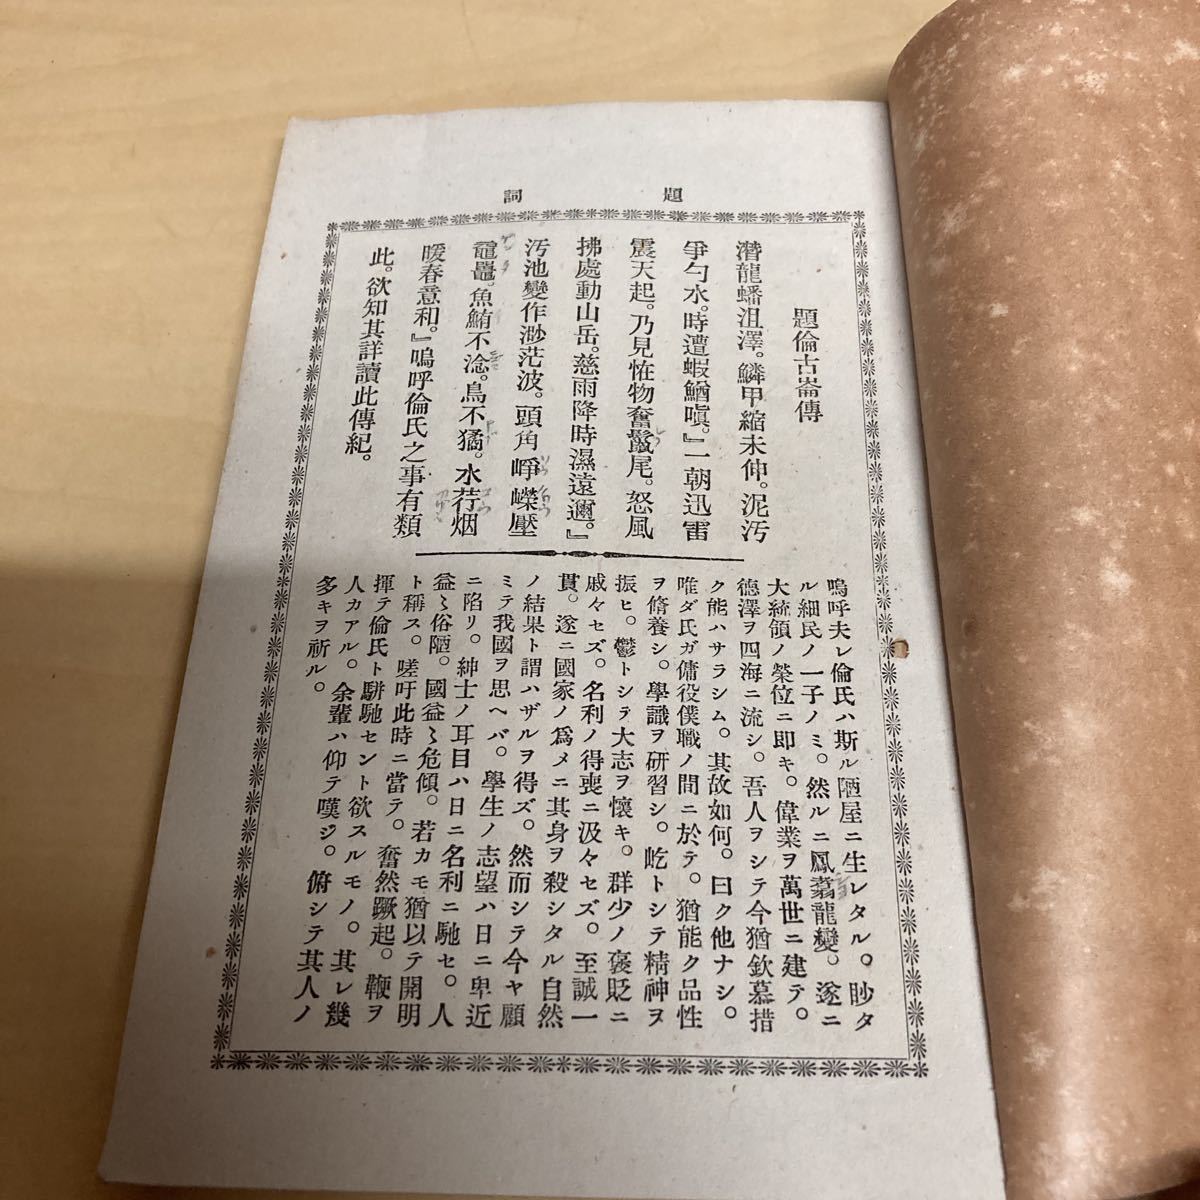 題詞
題倫古崙傳
潛龍蟠沮澤。鱗甲縮未伸。泥汚
爭勺水。時遭蝦鰌嗔。』一朝迅雷
震天起。乃見恠物奮鬣尾。怒風
拂處動山岳。慈雨降時濕遠邇。』
汚池變作渺茫波。頭角崢嶸壓
黿鼉。魚鮪不淰。鳥不獝。水荇烟
暖春意和。』嗚呼倫氏之事有類
此。欲知其詳讀此傳紀。
嗚呼夫レ倫氏ハ斯ル陋屋ニ生レタル。眇タ
ル細民ノ一子ノミ。然ルニ鳳翥龍變。遂ニ
大統領ノ榮位ニ卽キ。偉業ヲ萬世ニ建テ。
德澤ヲ四海ニ流シ。吾人ヲシテ今猶欽慕措
ク能ハサラシム。其故如何。曰ク他ナシ。
唯ダ氏ガ傭役僕職ノ間ニ於テ。猶能ク品性
ヲ脩養シ。學識ヲ研習シ。屹トシテ精神ヲ
振ヒ。鬱トシテ大志ヲ懷キ。群少ノ褒貶ニ
戚々セズ。名利ノ得喪ニ汲々セズ。至誠一
貫。遂ニ國家ノ爲メニ其身ヲ殺シタル自然
ノ結果ト謂ハザルヲ得ズ。然而シテ今ヤ顧
ミテ我國ヲ思ヘバ。學生ノ志望ハ日ニ卑近
ニ陷リ。紳士ノ耳目ハ日ニ名利ニ馳セ。人
益〻俗陋。國益〻危傾。若カモ猶以テ開明
ト稱ス。嗟吁此時ニ當テ。奮然蹶起。鞭ヲ
揮テ倫氏ト駢馳セント欲スルモノ。其レ幾
人カアル。余輩ハ仰テ嘆ジ。俯シテ其人ノ
多キヲ祈ル。